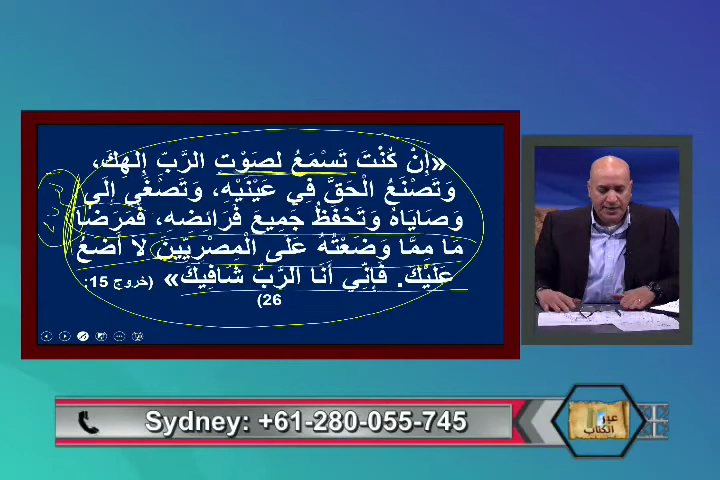 «إِنْ كُنْتَ تَسْمَعُ لِصَوْتِ الرَّبِّ إِلهِكَ،
وَتَصْنَعُ الْحَقَّ فِي عَيْنَيْهِ، وَتَصْغَى إِلَى
وَصَايَاهُ وَتَحْفَظُ جَمِيعَ فَرَائِضِهِ، فَمَرَضًا
مَا مِمَّا وَضَعْتُهُ عَلَى الْمِصْرِيِّينَ لاَ أَضَعُ
عَلَيْكَ. فَإِنِّي أَنَا الرَّبُّ شَافِيكَ» (خروج 15:
26)
Sydney: +61-280-055-745
عبر
الكتاب